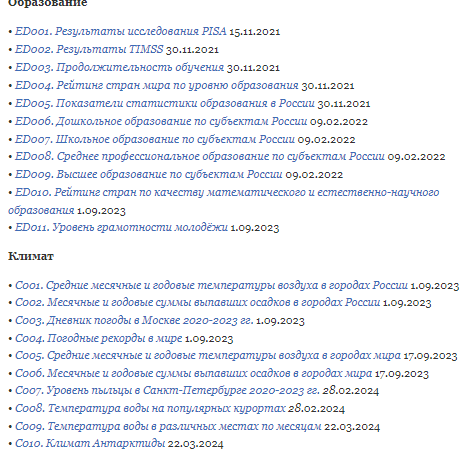 Образование
• ED001. Результаты исследования PISA 15.11.2021
• ED002. Результаты TIMSS 30.11.2021
• ED003. Продолжительность обучения 30.11.2021
• ED004. Рейтинг стран мира по уровню образования 30.11.2021
• ED005. Показатели статистики образования в России 30.11.2021
• ED006. Дошкольное образование по субъектам России 09.02.2022
• ED007. Школьное образование по субъектам России 09.02.2022
• ED008. Среднее профессиональное образование по субъектам России 09.02.2022
• ED009. Высшее образование по субъектам России 09.02.2022
• ED010. Рейтинг стран по качеству математического и естественно-научного
образования 1.09.2023
• ED011. Уровень грамотности молодёжи 1.09.2023
Климат
• C001. Средние месячные и годовые температуры воздуха в городах России 1.09.2023
• C002. Месячные и годовые суммы выпавших осадков в городах России 1.09.2023
• C003. Дневник погоды в Москве 2020-2023 гг. 1.09.2023
• C004. Погодные рекорды в мире 1.09.2023
• C005. Средние месячные и годовые температуры воздуха в городах мира 17.09.2023
• C006. Месячные и годовые суммы выпавших осадков в городах мира 17.09.2023
• C007. Уровень пыльцы в Санкт-Петербурге 2020-2023 гг. 28.02.2024
• C008. Температура воды на популярных курортах 28.02.2024
• C009. Температура воды в различных местах по месяцам 22.03.2024
• C010. Климат Антарктиды 22.03.2024